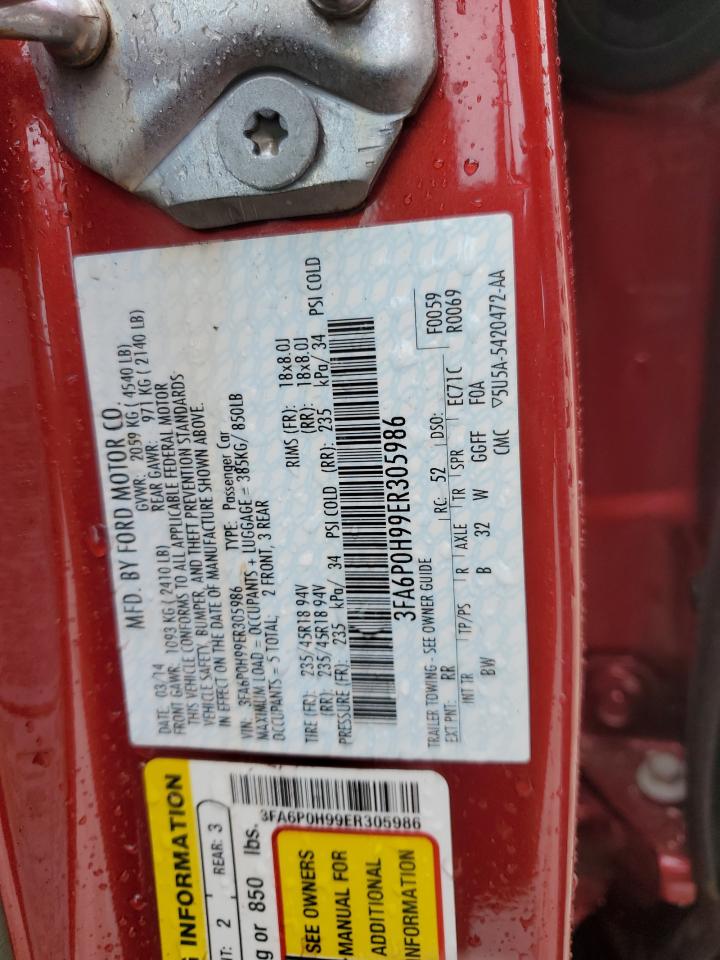 MFD. BY FORD MOTOR CO.
DATE 03/14 GVWR: 2059 KG ( 4540 LB)
FRONT GAWR: 1093 KG ( 2410 LB) REAR GAWR: 971 KG ( 2140 LB)
THIS VEHICLE CONFORMS TO ALL APPLICABLE FEDERAL MOTOR
VEHICLE SAFETY, BUMPER, AND THEFT PREVENTION STANDARDS
IN EFFECT ON THE DATE OF MANUFACTURE SHOWN ABOVE.
VIN: 3FA6P0H99ER305986 TYPE: Passenger Car
MAXIMUM LOAD = OCCUPANTS + LUGGAGE = 385KG/ 850LB
OCCUPANTS = 5 TOTAL; 2 FRONT, 3 REAR
TIRE (FR): 235/45R18 94V RIMS (FR): 18x8.0J
(RR): 235/45R18 94V (RR): 18x8.0J
PRESSURE (FR): 235 kPa/ 34 PSI COLD (RR): 235 kPa/ 34 PSI COLD
3FA6P0H99ER305986
F0059
R0069
TRAILER TOWING - SEE OWNER GUIDE
EXT PNT: RR RC: 52 DSO: EC71C
INT TR TP/PS R AXLE TR SPR F0A
BW B 32 W GGFF
CMC ▽5U5A-5420472-AA
3FA6P0H99ER305986
G INFORMATION
NT: 2 REAR: 3
g or 850 lbs.
SEE OWNERS
MANUAL FOR
ADDITIONAL
INFORMATION